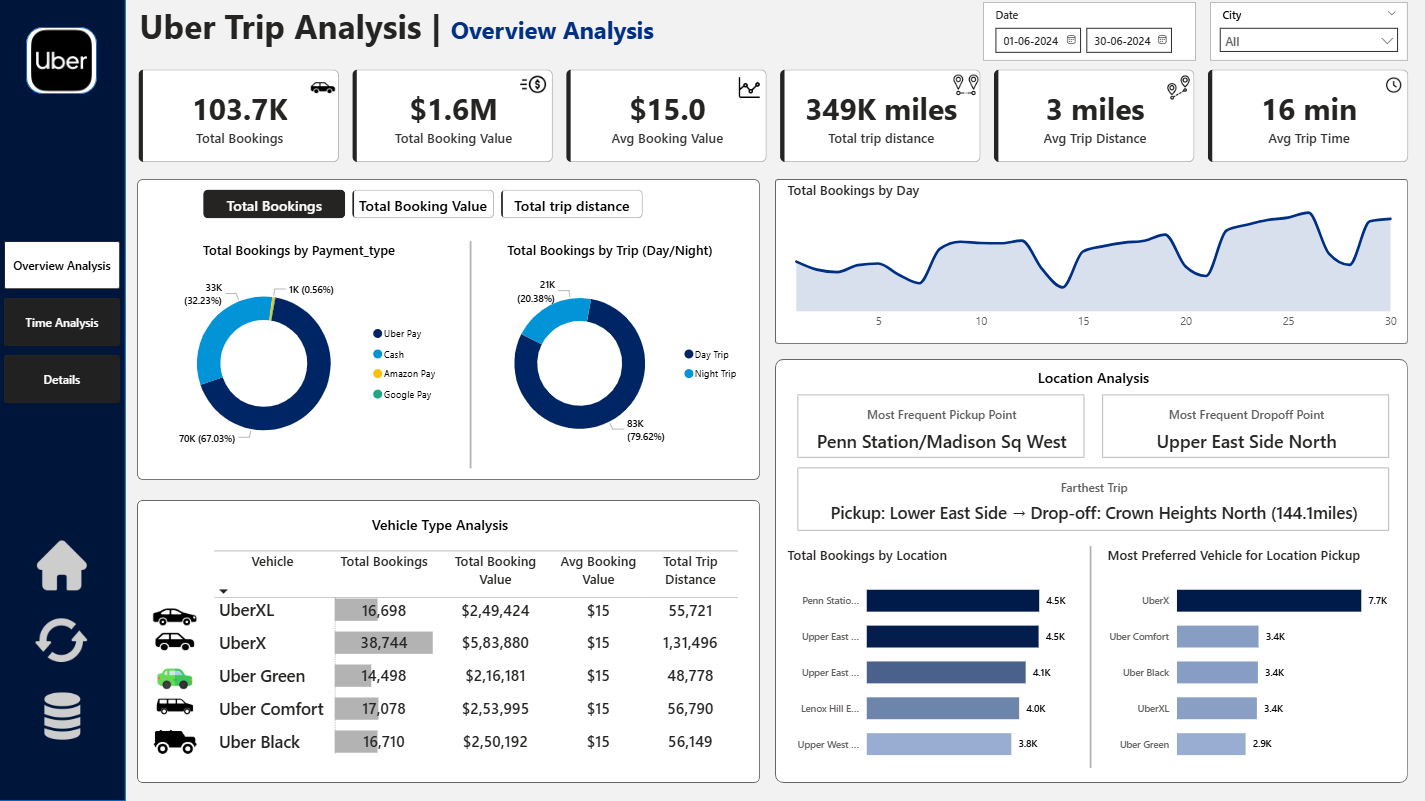 Uber
Uber Trip Analysis | Overview Analysis
Date
01-06-2024
30-06-2024
City
All
103.7K
Total Bookings
$1.6M
Total Booking Value
$15.0
Avg Booking Value
349K miles
Total trip distance
3 miles
Avg Trip Distance
16 min
Avg Trip Time
Overview Analysis
Time Analysis
Details
Total Bookings
Total Booking Value
Total trip distance
Total Bookings by Payment_type
33K
(32.23%)
1K (0.56%)
70K (67.03%)
Uber Pay
Cash
Amazon Pay
Google Pay
Total Bookings by Trip (Day/Night)
21K
(20.38%)
83K
(79.62%)
Day Trip
Night Trip
Total Bookings by Day
5 10 15 20 25 30
Vehicle Type Analysis
Vehicle Total Bookings Total Booking Value Avg Booking Value Total Trip Distance
UberXL 16,698 $2,49,424 $15 55,721
UberX 38,744 $5,83,880 $15 1,31,496
Uber Green 14,498 $2,16,181 $15 48,778
Uber Comfort 17,078 $2,53,995 $15 56,790
Uber Black 16,710 $2,50,192 $15 56,149
Location Analysis
Most Frequent Pickup Point
Penn Station/Madison Sq West
Most Frequent Dropoff Point
Upper East Side North
Farthest Trip
Pickup: Lower East Side → Drop-off: Crown Heights North (144.1miles)
Total Bookings by Location
Penn Statio... 4.5K
Upper East ... 4.5K
Upper East ... 4.1K
Lenox Hill E... 4.0K
Upper West ... 3.8K
Most Preferred Vehicle for Location Pickup
UberX 7.7K
Uber Comfort 3.4K
Uber Black 3.4K
UberXL 3.4K
Uber Green 2.9K